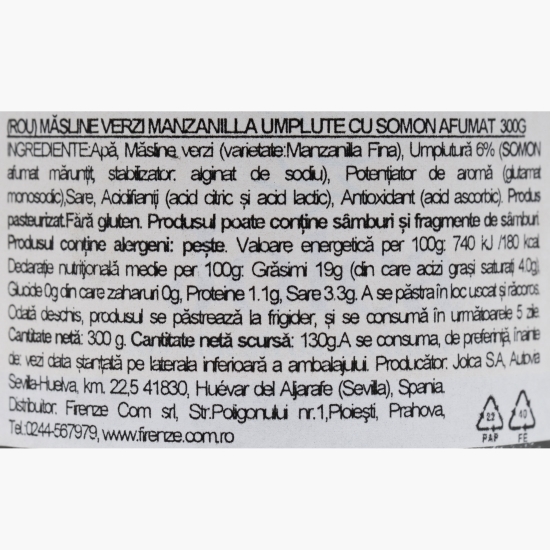 (ROU) MĂSLINE VERZI MANZANILLA UMPLUTE CU SOMON AFUMAT 300G
INGREDIENTE:Apă, Măsline, verzi (varietate:Manzanilla Fina), Umplutură 6% (SOMON
afumat mărunțit, stabilizator: alginat de sodiu), Potențiator de aromă (glutamat
monosodic),Sare, Acidifianți (acid citric și acid lactic), Antioxidant (acid ascorbic). Produs
pasteurizat.Fără gluten. Produsul poate conține sâmburi și fragmente de sâmburi.
Produsul conține alergeni: pește. Valoare energetică per 100g: 740 kJ /180 kcal.
Declarație nutrițională medie per 100g: Grăsimi 19g (din care acizi grași saturați 4.0g),
Glucide 0g din care zaharuri 0g, Proteine 1.1g, Sare 3.3g. A se păstra în loc uscat și răcoros.
Odată deschis, produsul se păstrează la frigider, și se consumă în următoarele 5 zile.
Cantitate netă: 300 g. Cantitate netă scursă: 130g.A se consuma, de preferință, înainte
de: vezi data ștanțată pe laterala inferioară a ambalajului. Producător: Jolca S.A, Autovia
Sevilla-Huelva, km. 22,5 41830, Huévar del Aljarafe (Sevilla), Spania.
Distribuitor: Firenze Com srl, Str.Poligonului nr.1,Ploiești, Prahova,
Tel.:0244-567979, www.firenze.com.ro
22 40
PAP FE